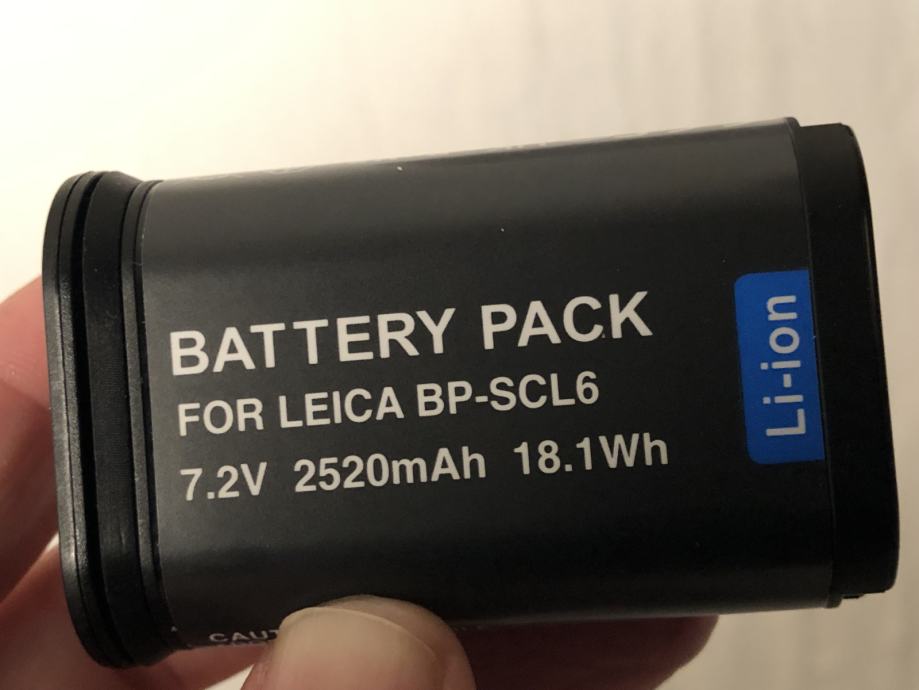 BATTERY PACK
FOR LEICA BP-SCL6
7.2V 2520mAh 18.1Wh
Li-ion